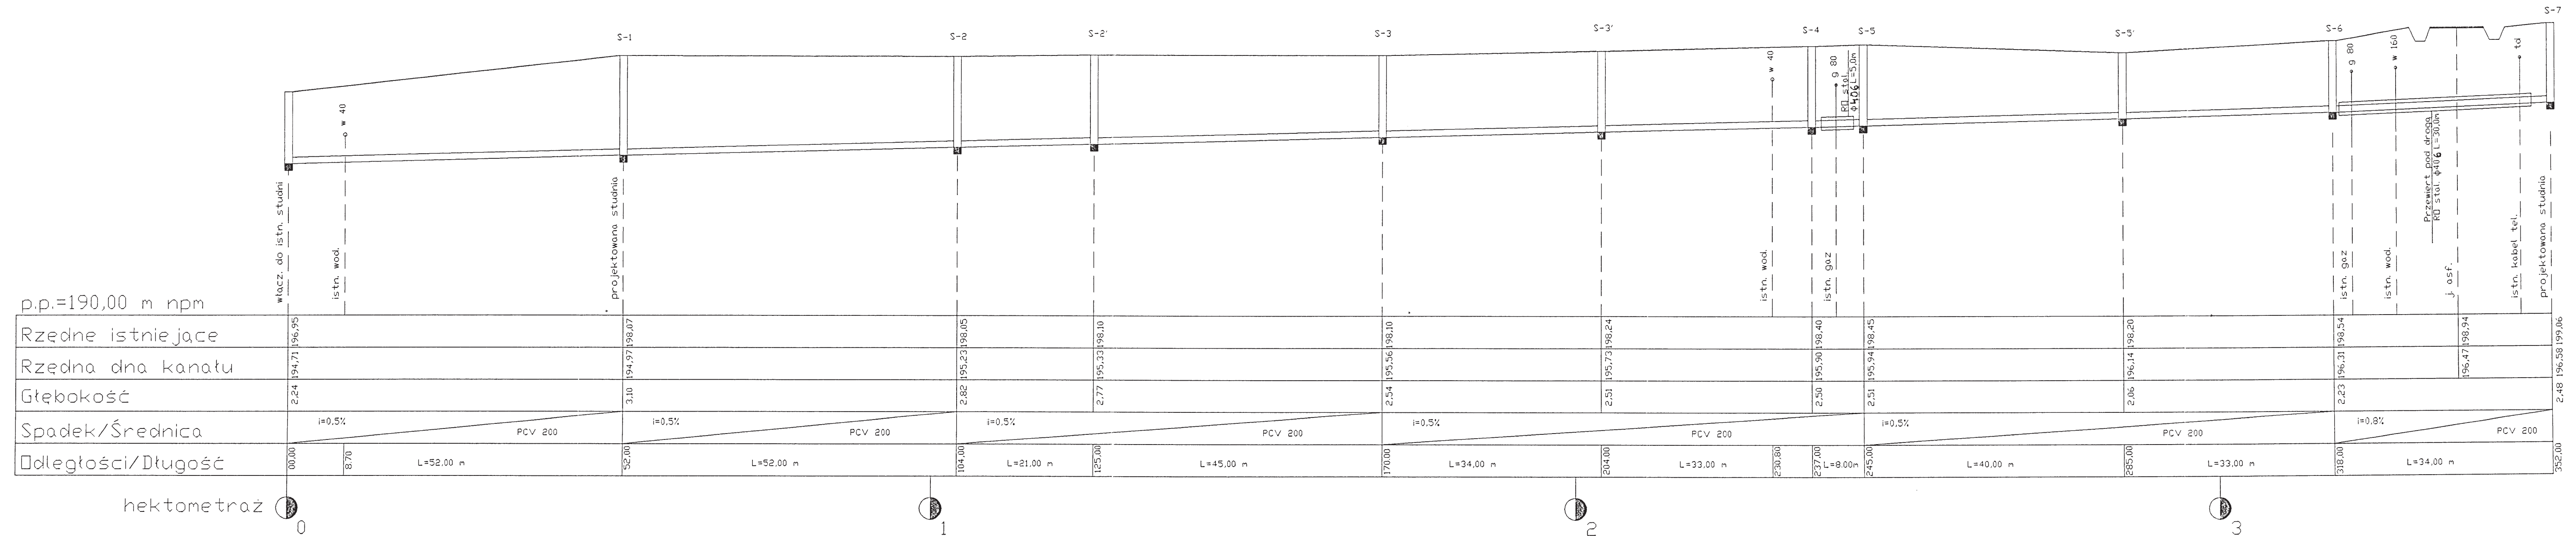 S-1 S-2 S-2' S-3 S-3' S-4 S-5 S-5' S-6 S-7
w 40
w 40
g 80
RO stal.
φ406 L=5,0m
g 80
w 160
td
włącz. do istn. studni
istn. wod.
projektowana studnia
istn. wod.
istn. gaz
istn. gaz
istn. wod.
Przewiert pod drogą
RO stal. φ406 L=30,0m
j. asf.
istn. kabel tel.
projektowana studnia
p.p.=190,00 m npm
Rzędne istniejące 196,95 198,07 198,05 198,10 198,10 198,24 198,40 198,45 198,20 198,54 198,94 199,06
Rzędna dna kanału 194,71 194,97 195,23 195,33 195,56 195,73 195,90 195,94 196,14 196,31 196,47 196,58
Głębokość 2,24 3,10 2,82 2,77 2,54 2,51 2,50 2,51 2,06 2,23 2,48
Spadek/Średnica i=0,5% PCV 200 i=0,5% PCV 200 i=0,5% PCV 200 i=0,5% PCV 200 i=0,5% PCV 200 i=0,8% PCV 200
Odległości/Długość 00,00 8,70 L=52,00 m 52,00 L=52,00 m 104,00 L=21,00 m 125,00 L=45,00 m 170,00 L=34,00 m 204,00 L=33,00 m 230,80 237,00 L=8,00m 245,00 L=40,00 m 285,00 L=33,00 m 318,00 L=34,00 m 352,00
hektometraż 0 1 2 3